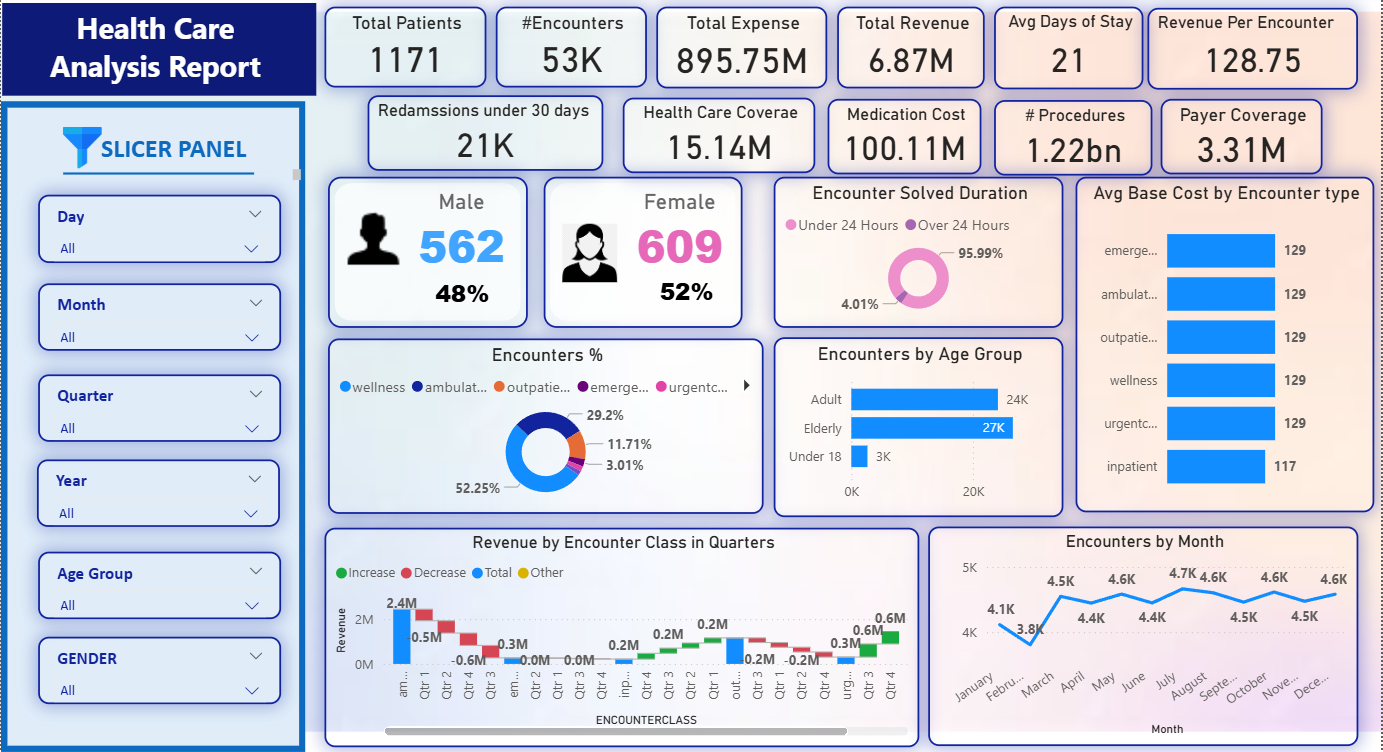 Health Care
Analysis Report
Total Patients
1171
#Encounters
53K
Total Expense
895.75M
Total Revenue
6.87M
Avg Days of Stay
21
Revenue Per Encounter
128.75
Redamssions under 30 days
21K
Health Care Coverae
15.14M
Medication Cost
100.11M
# Procedures
1.22bn
Payer Coverage
3.31M
SLICER PANEL
Day
All
Month
All
Quarter
All
Year
All
Age Group
All
GENDER
All
Male
562
48%
Female
609
52%
Encounter Solved Duration
Under 24 Hours
Over 24 Hours
95.99%
4.01%
Avg Base Cost by Encounter type
emerge... 129
ambulat... 129
outpatie... 129
wellness 129
urgentc... 129
inpatient 117
Encounters %
wellness ambulat... outpatie... emerge... urgentc...
29.2%
11.71%
3.01%
52.25%
Encounters by Age Group
Adult 24K
Elderly 27K
Under 18 3K
0K 20K
Revenue by Encounter Class in Quarters
Increase Decrease Total Other
Revenue
2M
0M
2.4M
-0.5M
-0.6M
0.3M
0.0M
0.0M
0.2M
0.2M
0.2M
-0.2M
-0.2M
0.3M
0.6M
0.6M
am...
Qtr 1
Qtr 2
Qtr 4
Qtr 3
em...
Qtr 2
Qtr 1
Qtr 3
Qtr 4
inp...
Qtr 4
Qtr 3
Qtr 2
Qtr 1
out...
Qtr 3
Qtr 1
Qtr 2
Qtr 4
urg...
Qtr 3
Qtr 4
ENCOUNTERCLASS
Encounters by Month
5K
4K
4.1K
3.8K
4.5K
4.4K
4.6K
4.4K
4.7K
4.6K
4.5K
4.6K
4.5K
4.6K
January
Febru...
March
April
May
June
July
August
Septe...
October
Nove...
Dece...
Month